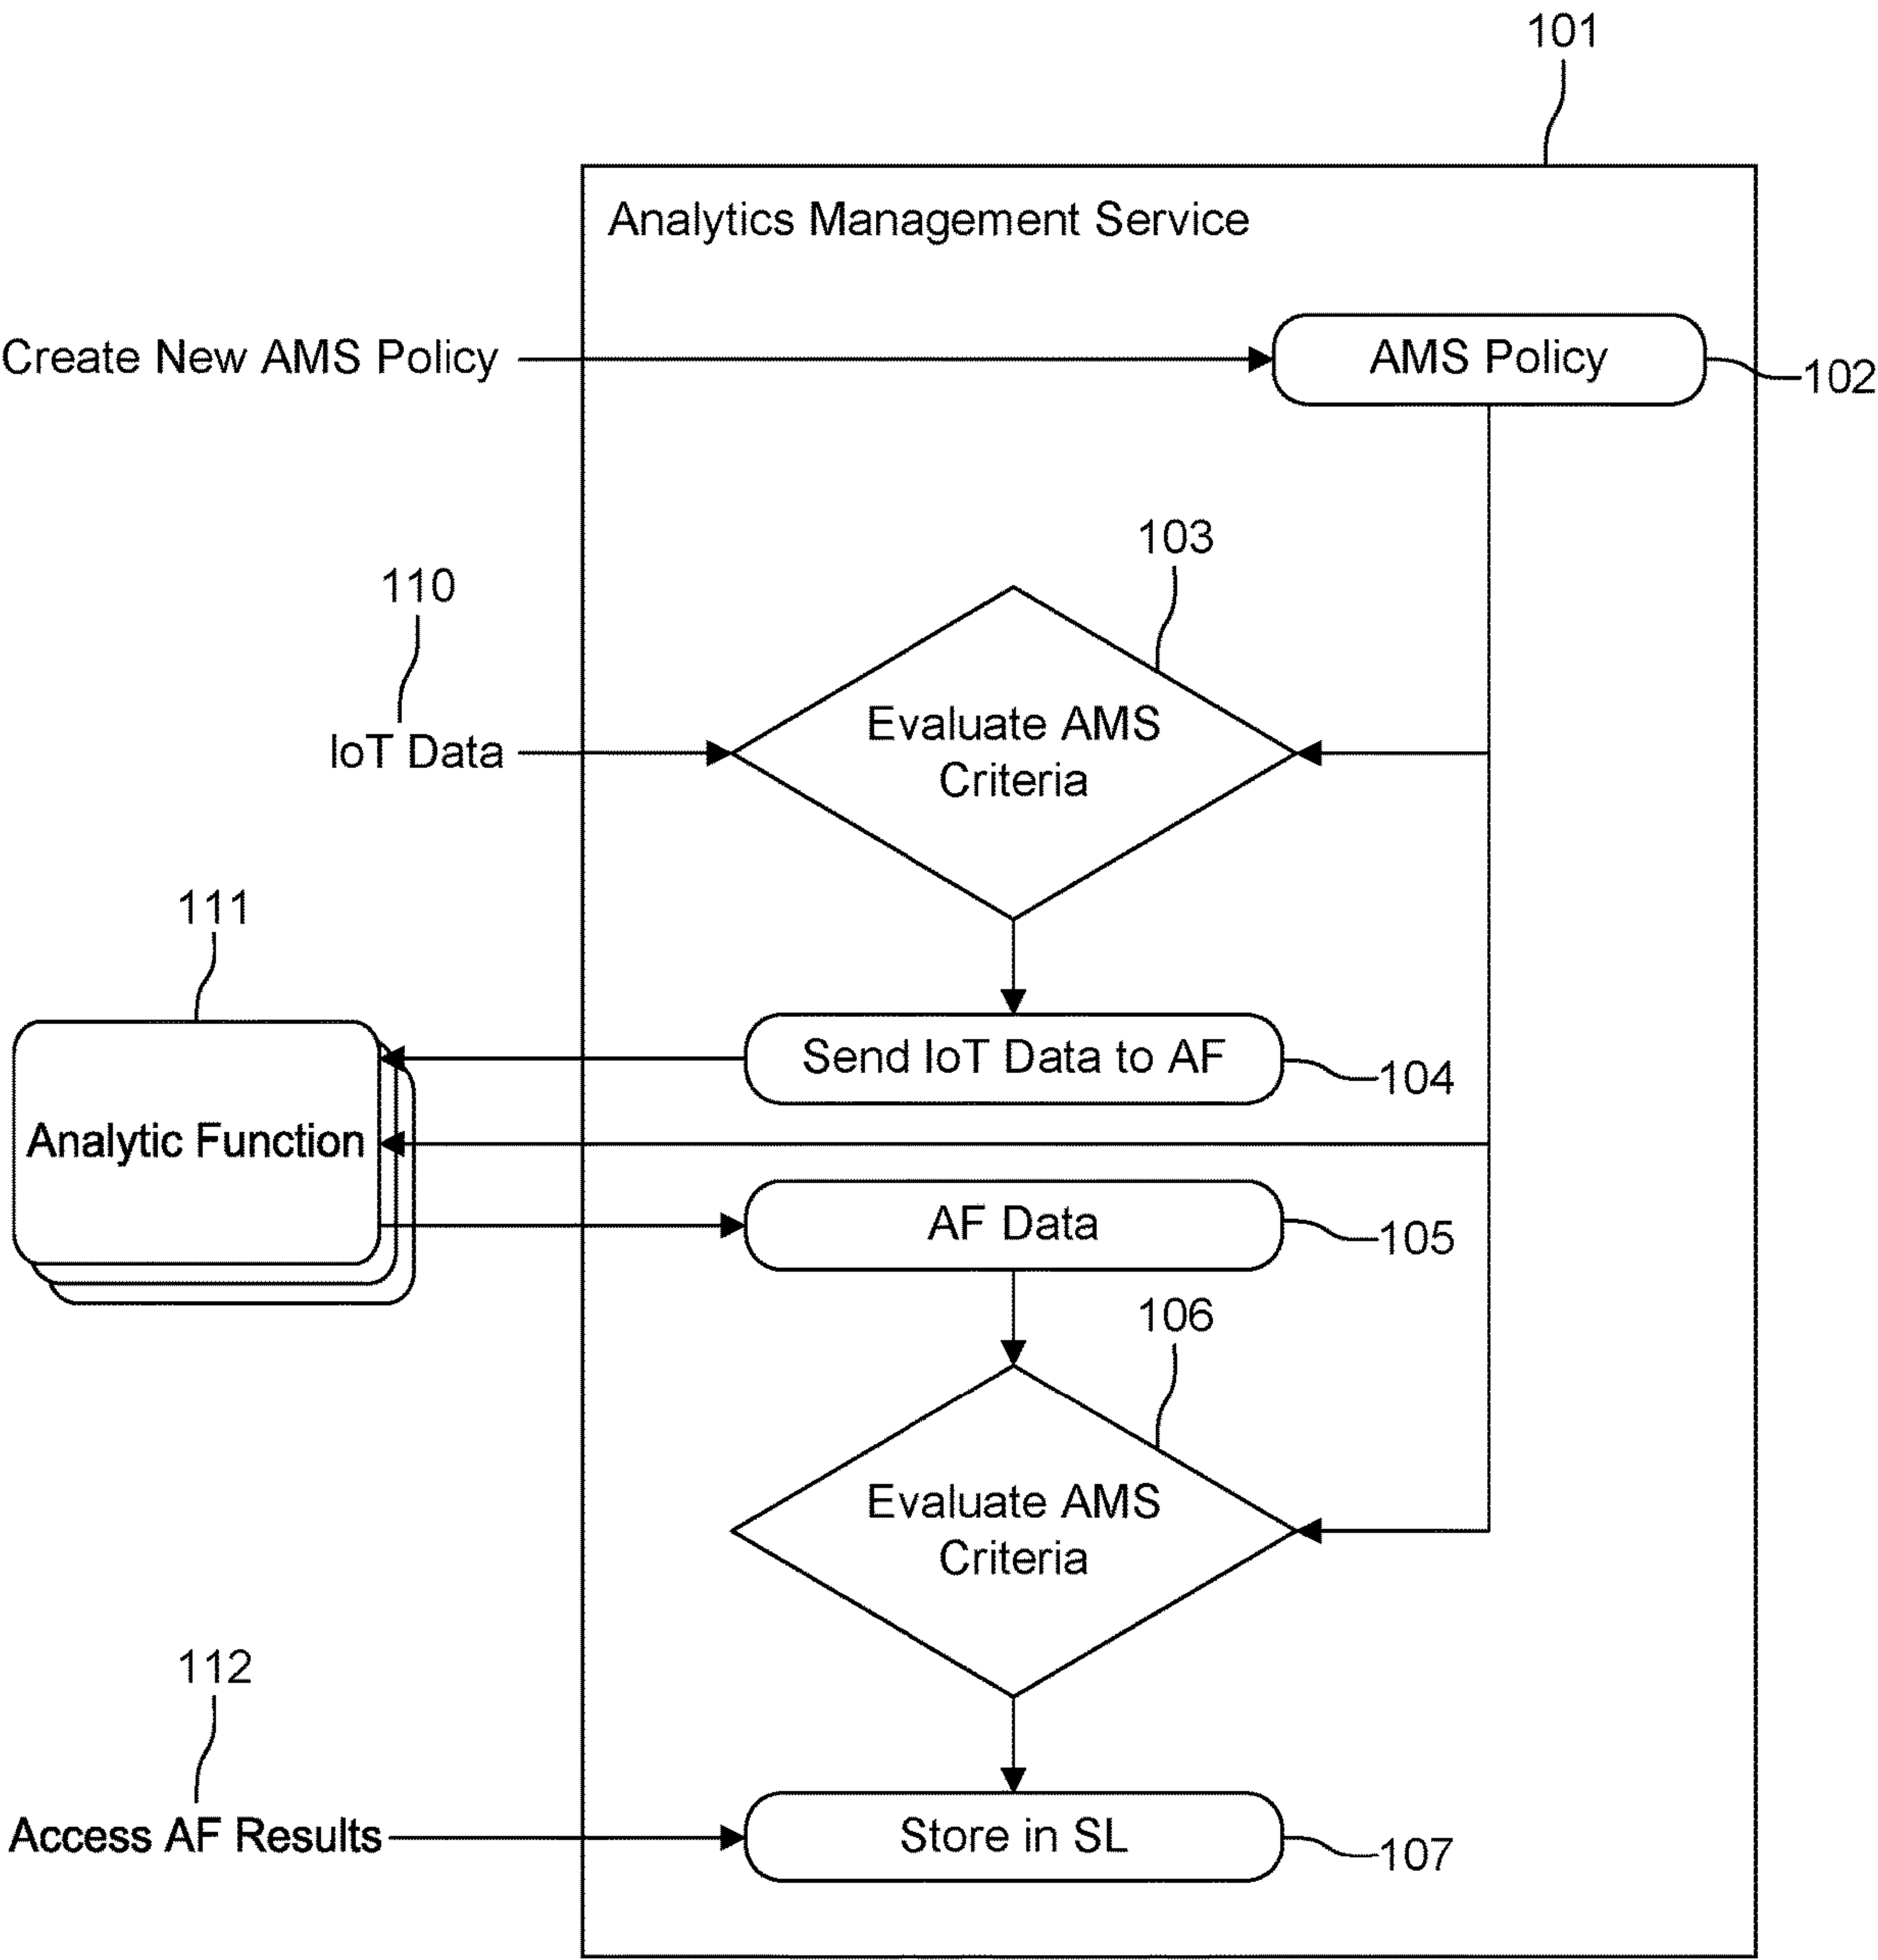 101
Analytics Management Service
Create New AMS Policy
AMS Policy
102
103
110
Evaluate AMS
Criteria
IoT Data
111
Send IoT Data to AF
104
Analytic Function
AF Data
105
106
Evaluate AMS
Criteria
112
Access AF Results
Store in SL
107